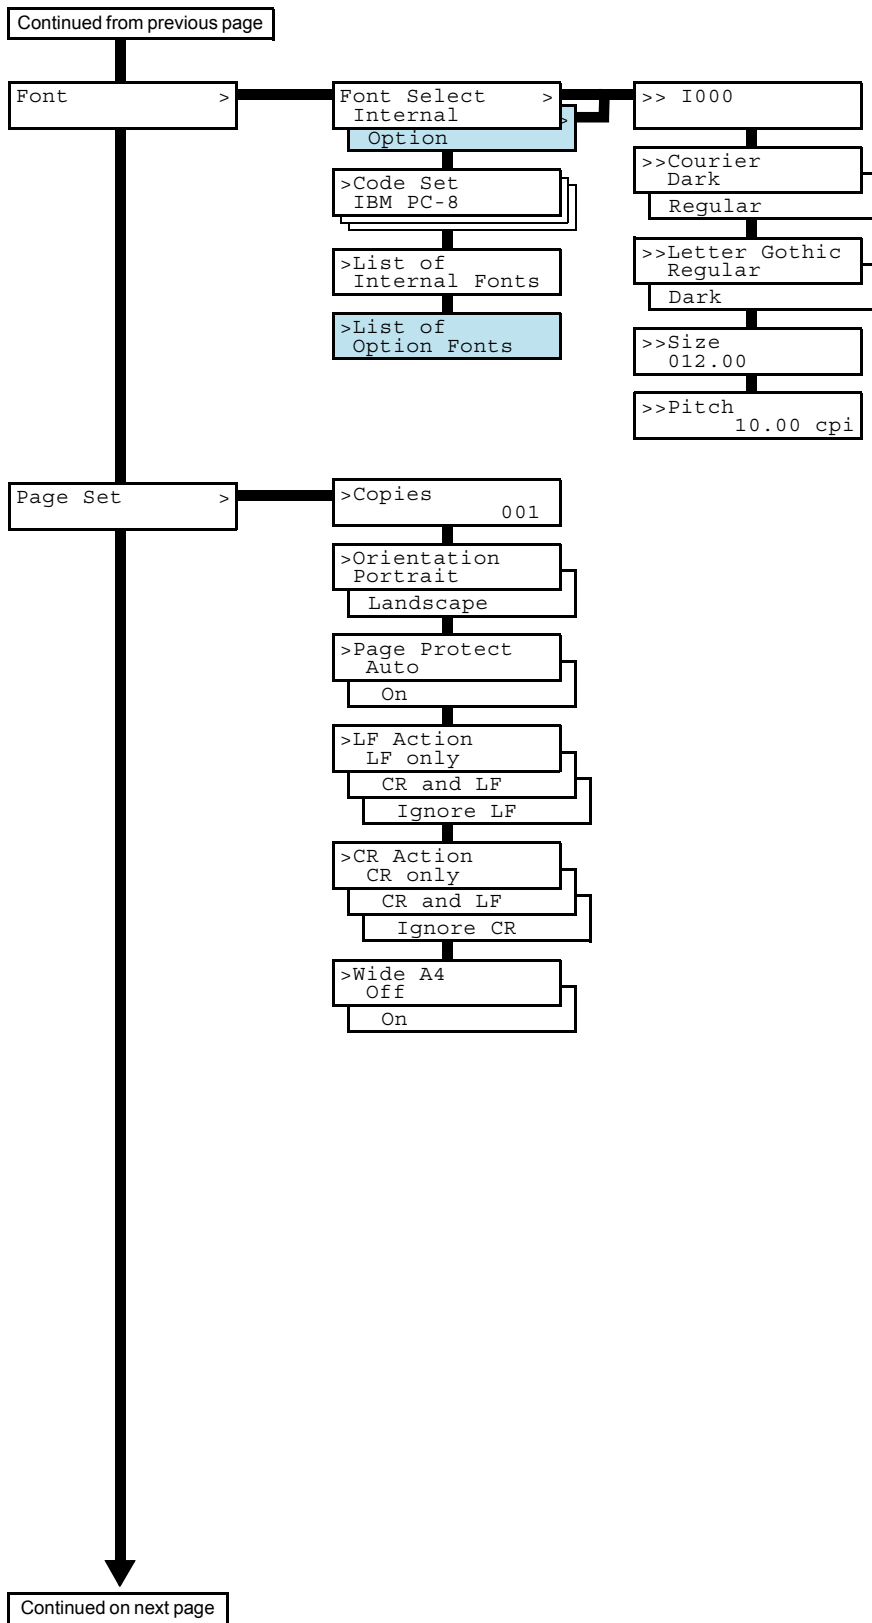 Continued from previous page
Font >
Font Select >
Internal
>
Option
>Code Set
IBM PC-8
>List of
Internal Fonts
>List of
Option Fonts
>> I000
>>Courier
Dark
Regular
>>Letter Gothic
Regular
Dark
>>Size
012.00
>>Pitch
10.00 cpi
Page Set >
>Copies
001
>Orientation
Portrait
Landscape
>Page Protect
Auto
On
>LF Action
LF only
CR and LF
Ignore LF
>CR Action
CR only
CR and LF
Ignore CR
>Wide A4
Off
On
Continued on next page